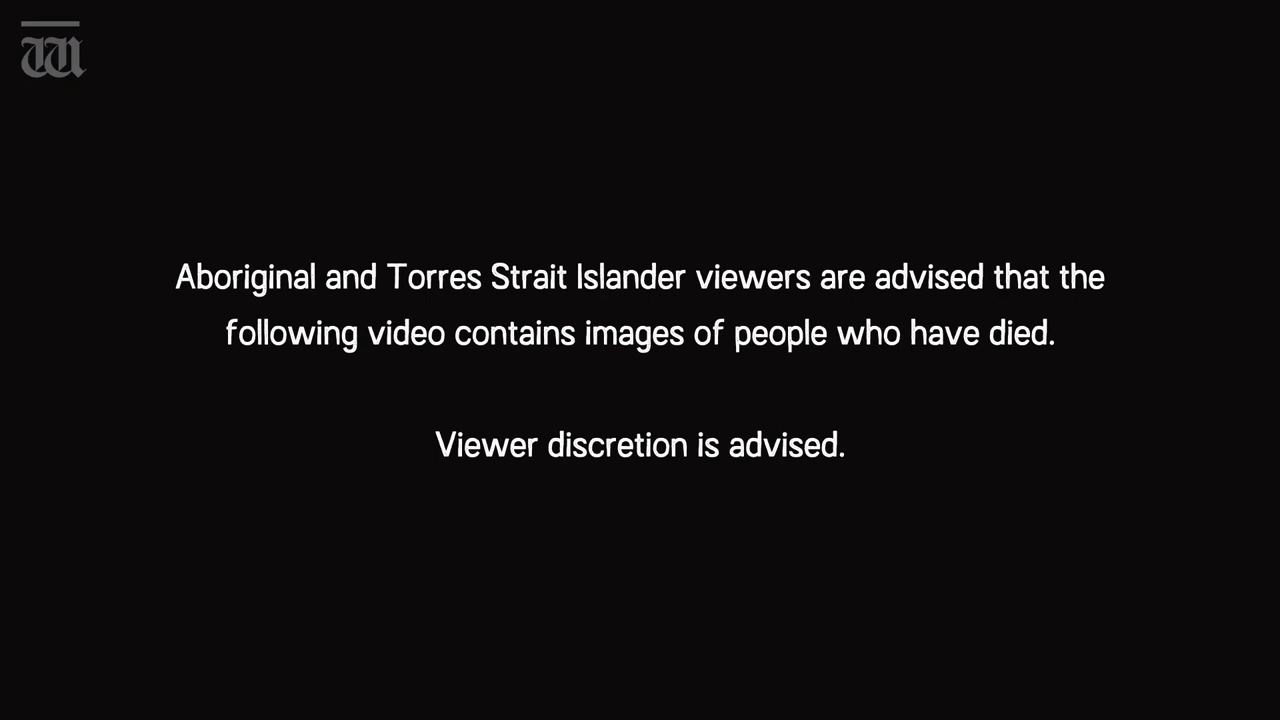 W
Aboriginal and Torres Strait Islander viewers are advised that the
following video contains images of people who have died.
Viewer discretion is advised.